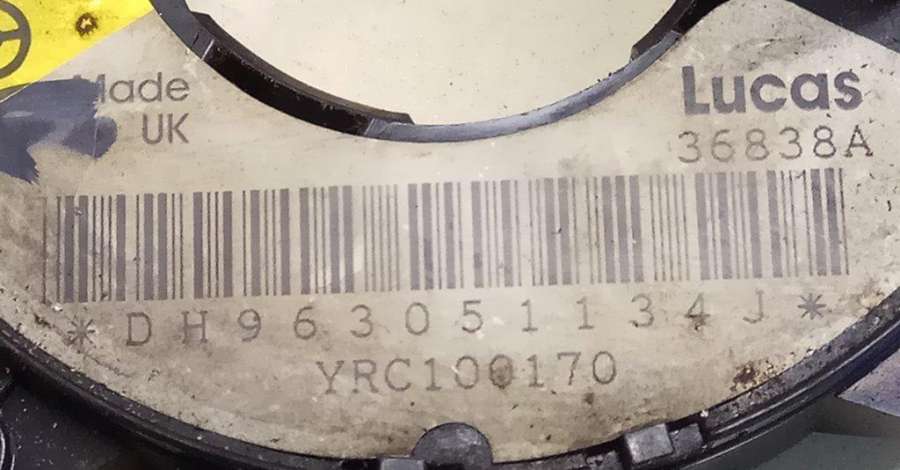 Made
UK
Lucas
36838A
*DH963051134J*
YRC100170